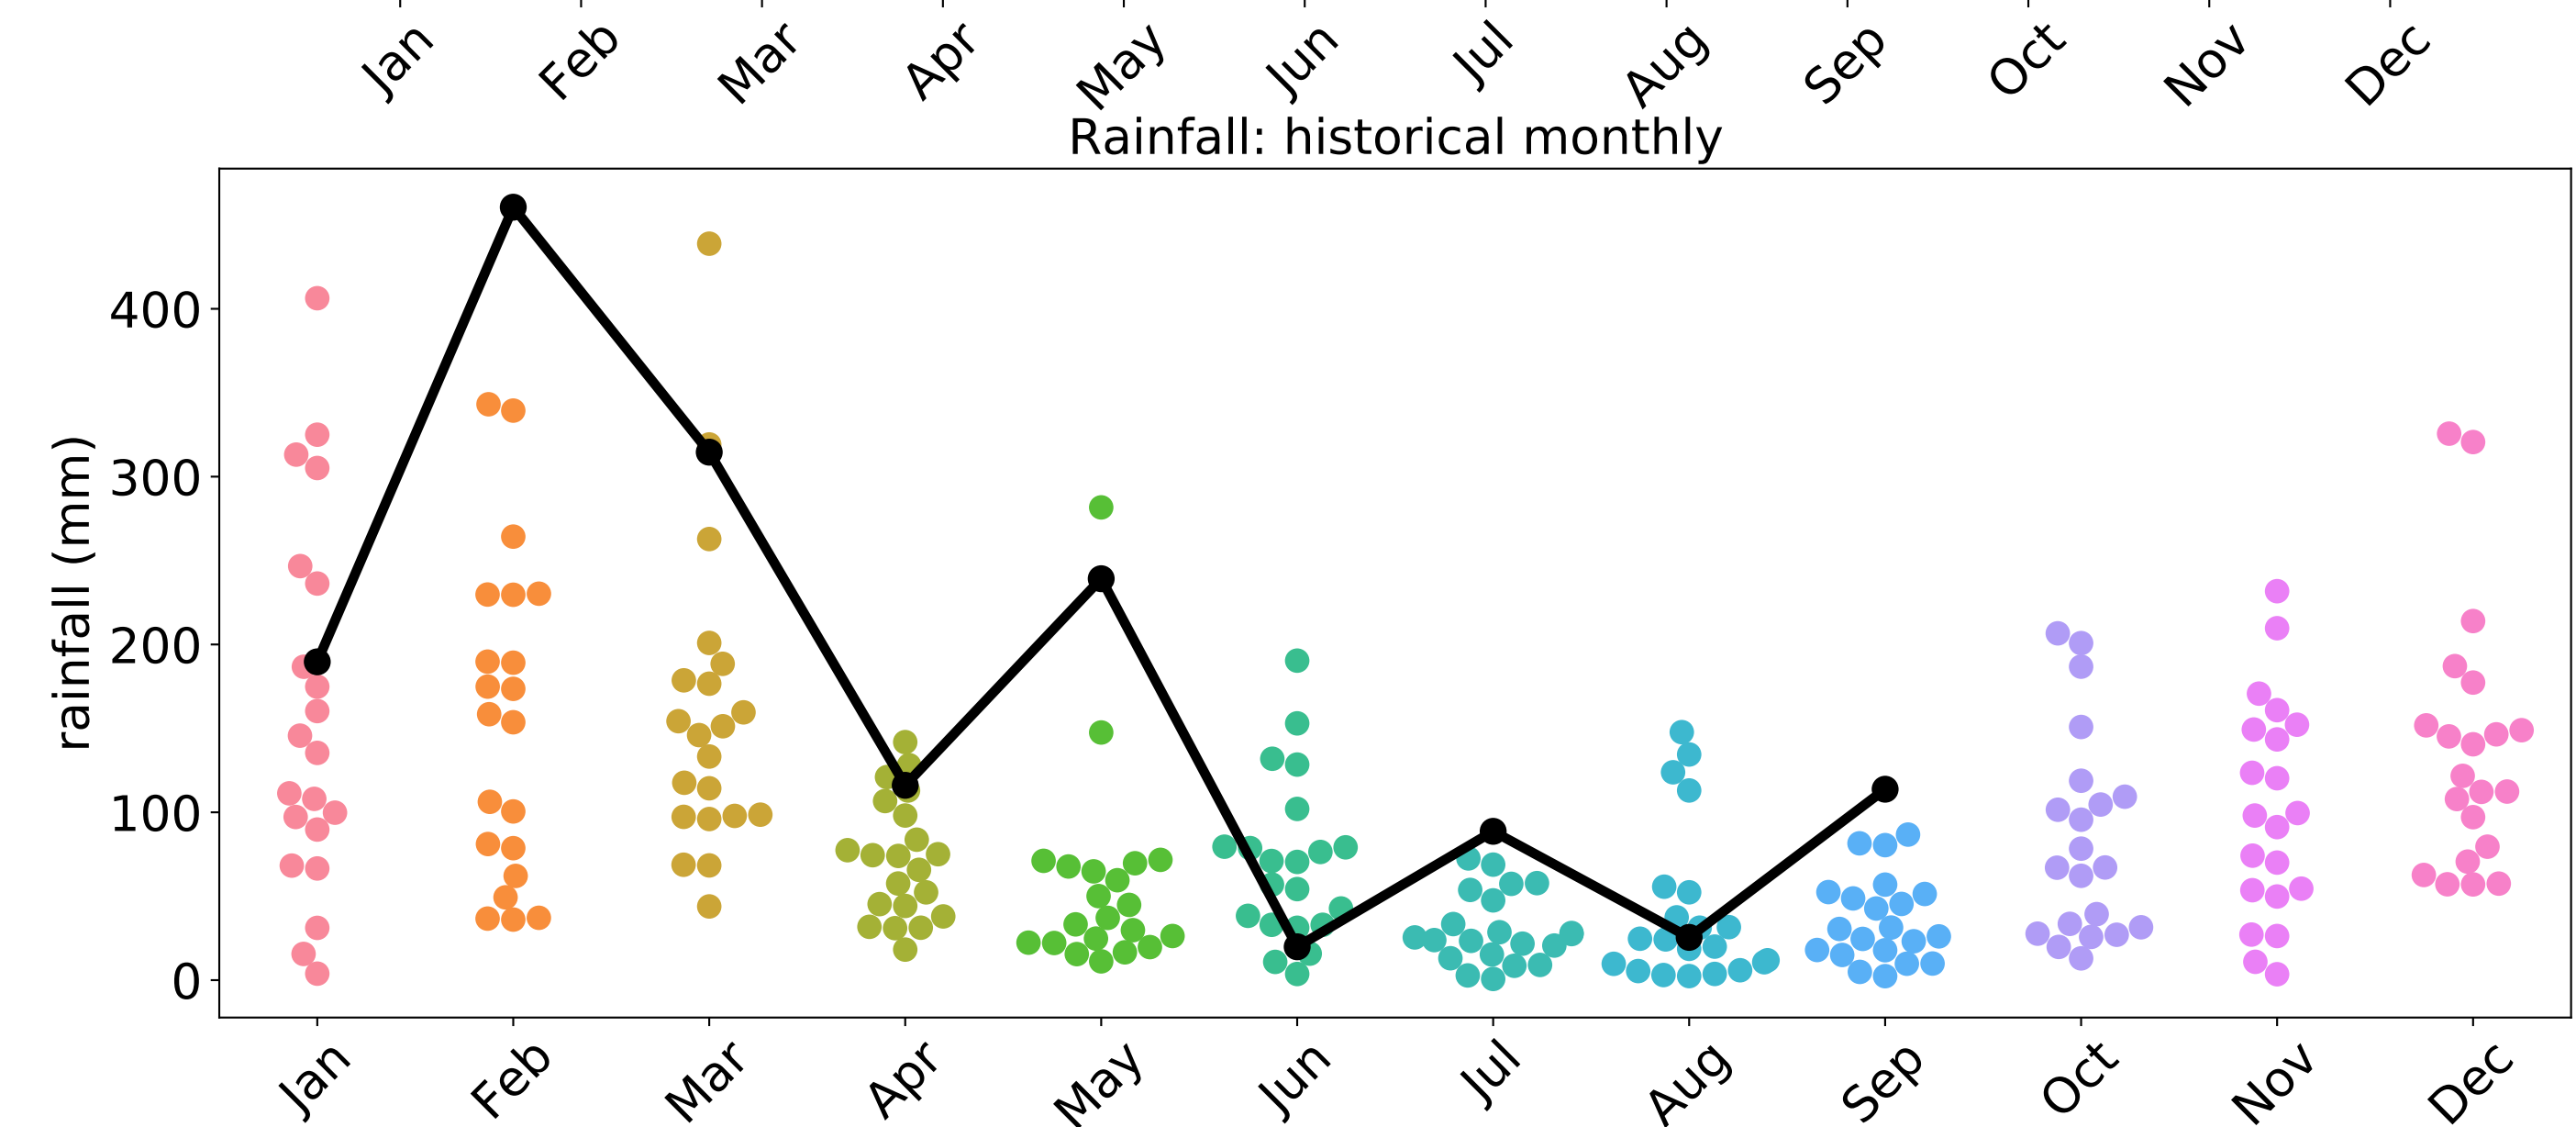 Jan Feb Mar Apr May Jun Jul Aug Sep Oct Nov Dec
Rainfall: historical monthly
rainfall (mm)
400
300
200
100
0
Jan Feb Mar Apr May Jun Jul Aug Sep Oct Nov Dec